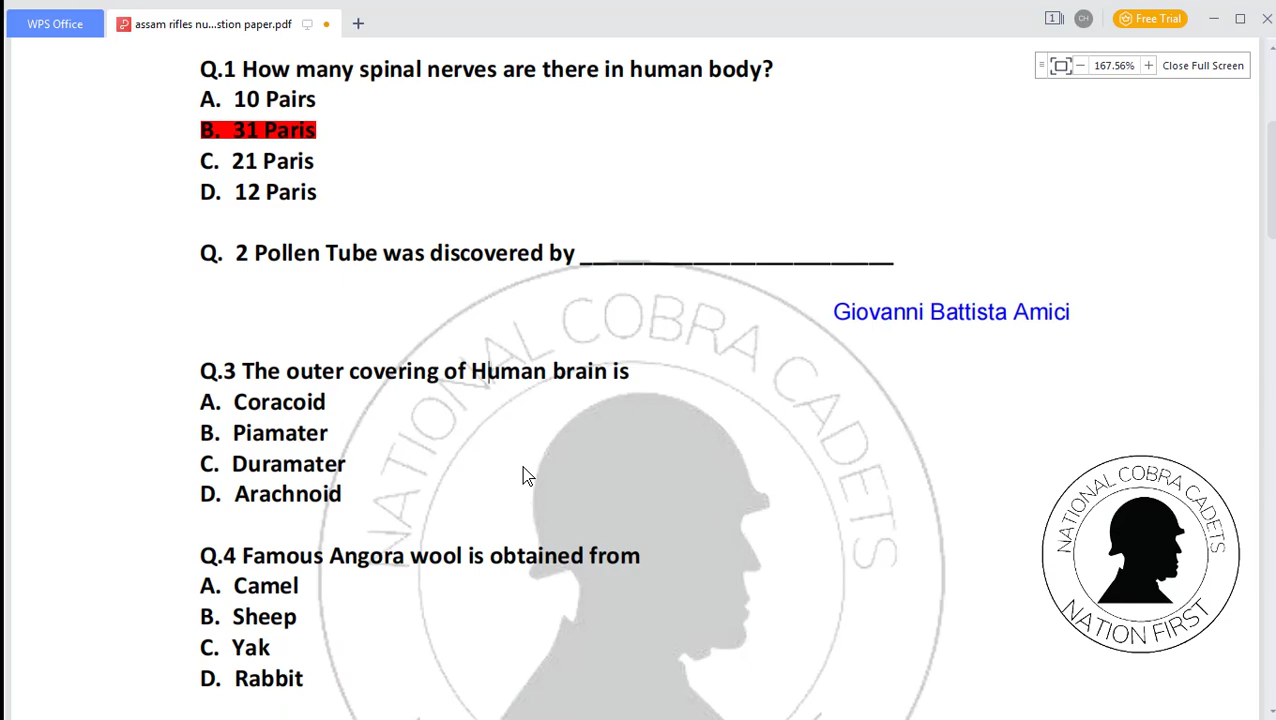 WPS Office
assam rifles nu...stion paper.pdf
1
CH
Free Trial
167.56%
Close Full Screen
Q.1 How many spinal nerves are there in human body?
A. 10 Pairs
B. 31 Paris
C. 21 Paris
D. 12 Paris
Q. 2 Pollen Tube was discovered by _________________________
Giovanni Battista Amici
Q.3 The outer covering of Human brain is
A. Coracoid
B. Piamater
C. Duramater
D. Arachnoid
Q.4 Famous Angora wool is obtained from
A. Camel
B. Sheep
C. Yak
D. Rabbit
NATIONAL COBRA CADETS
NATIONAL COBRA CADETS
NATION FIRST